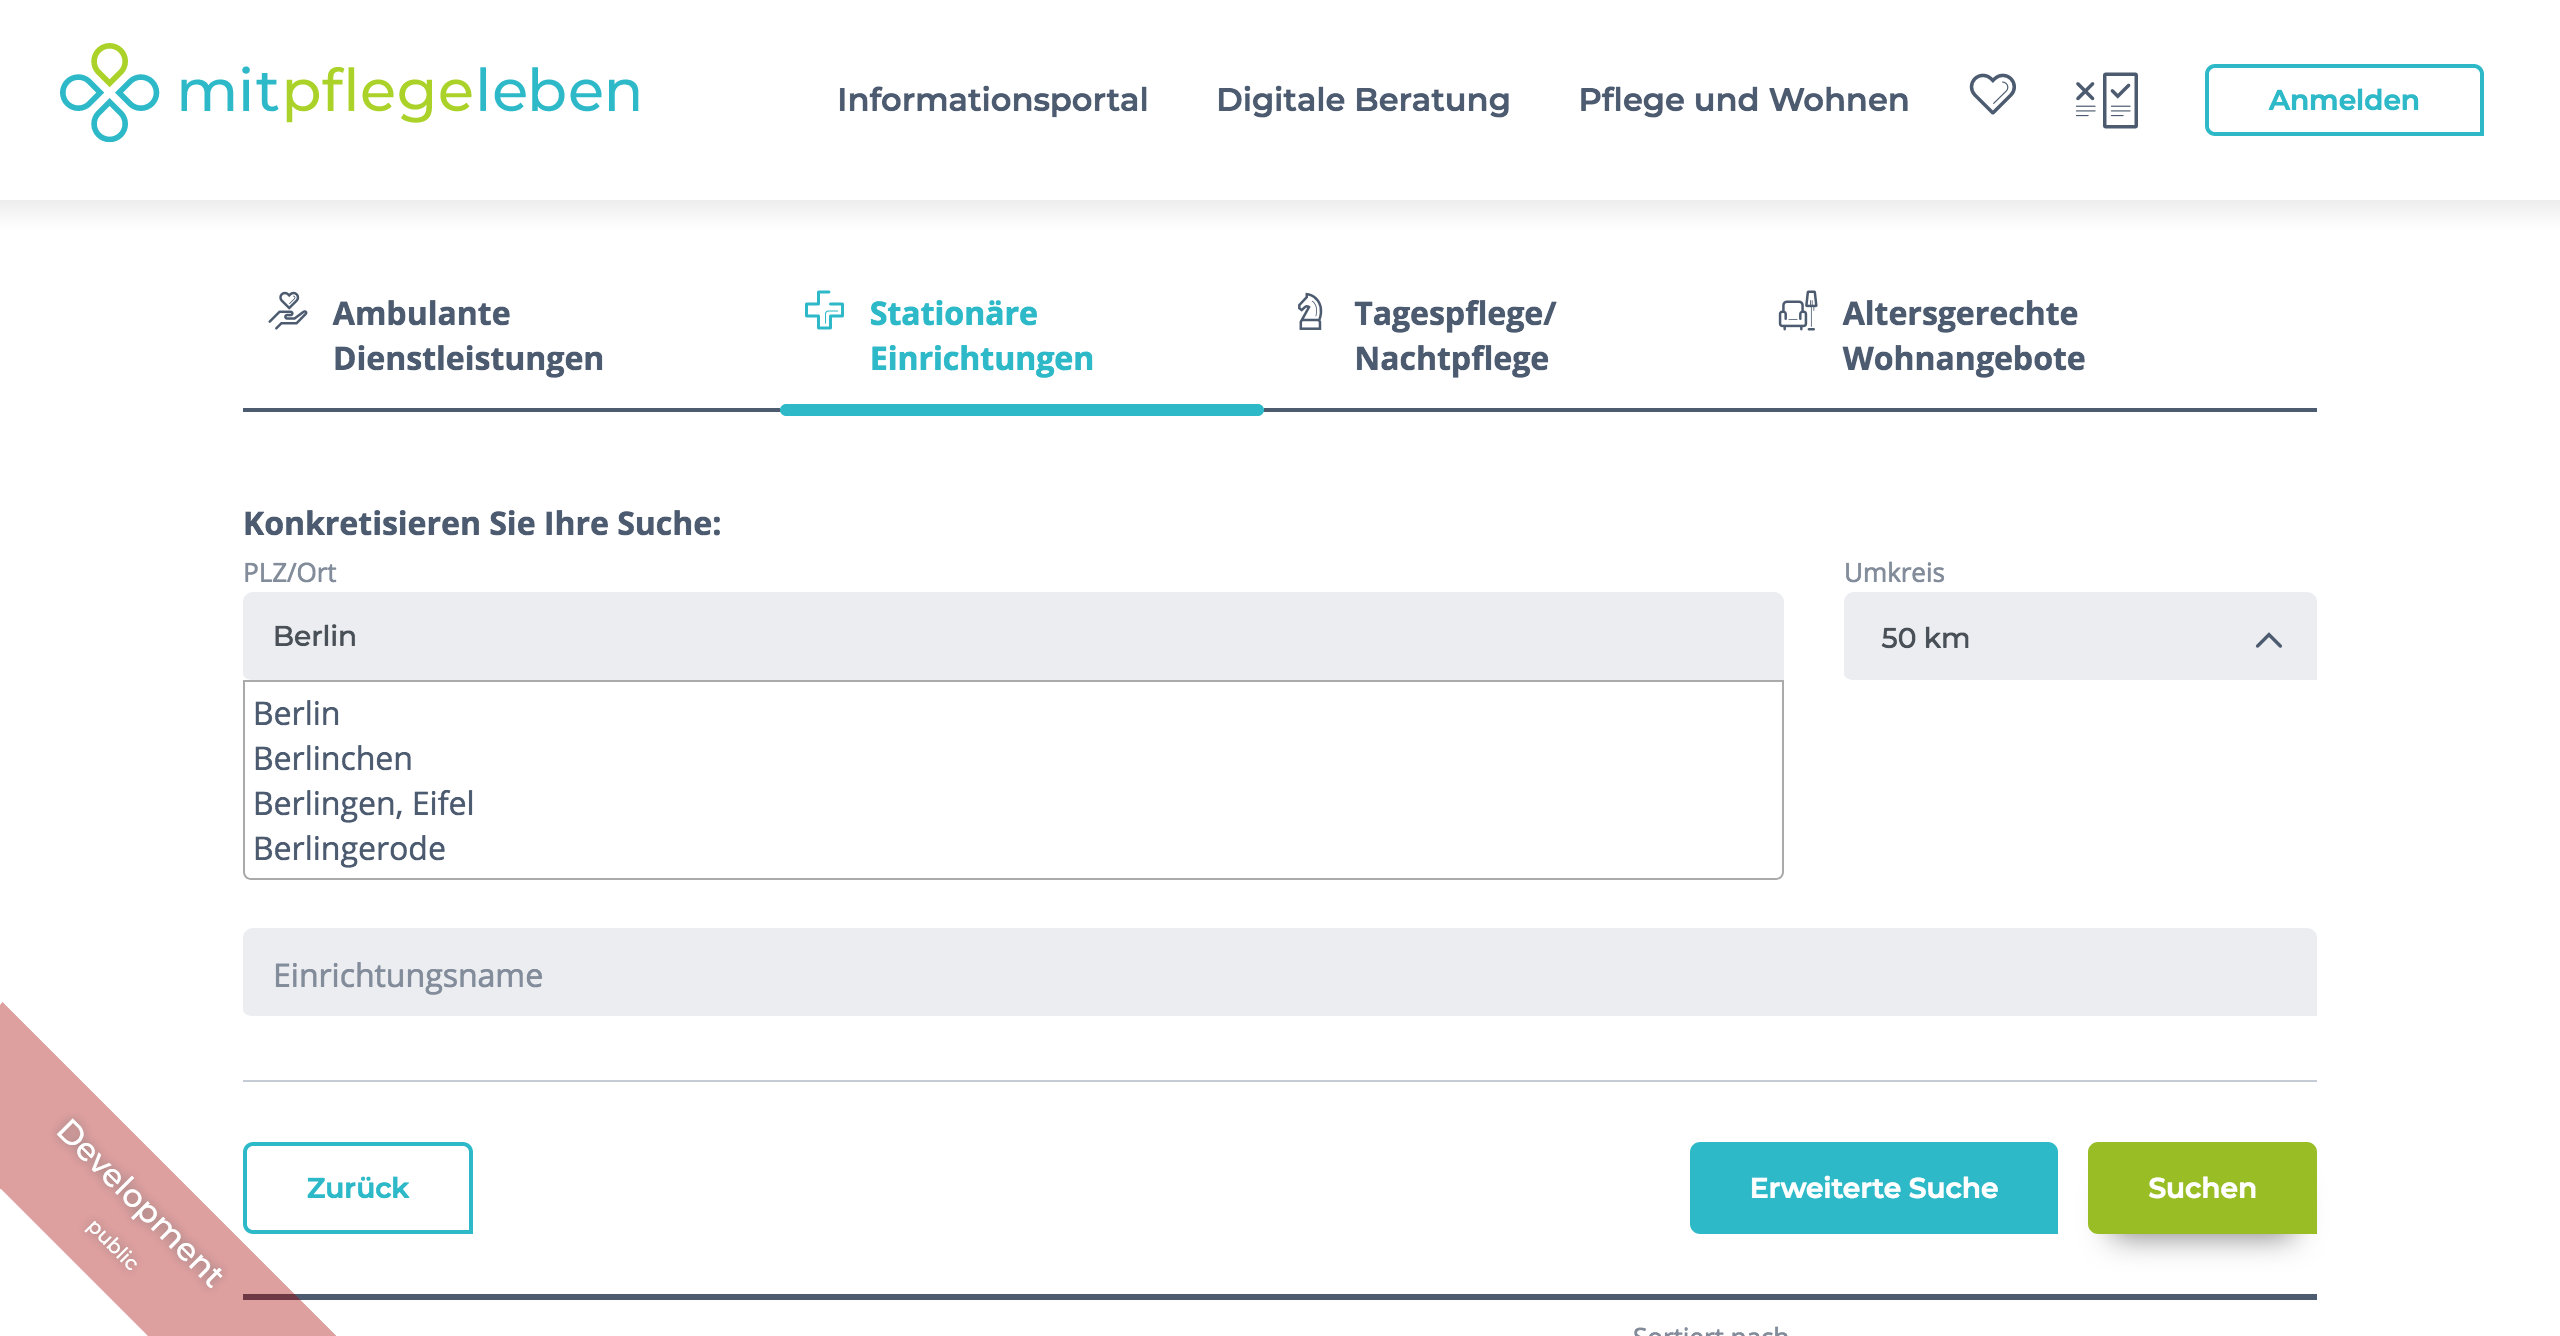 mitpflegeleben
Informationsportal
Digitale Beratung
Pflege und Wohnen
Anmelden
Ambulante
Dienstleistungen
Stationäre
Einrichtungen
Tagespflege/
Nachtpflege
Altersgerechte
Wohnangebote
Konkretisieren Sie Ihre Suche:
PLZ/Ort
Umkreis
Berlin
50 km
Berlin
Berlinchen
Berlingen, Eifel
Berlingerode
Einrichtungsname
Zurück
Erweiterte Suche
Suchen
Development
public
Sortiert nach